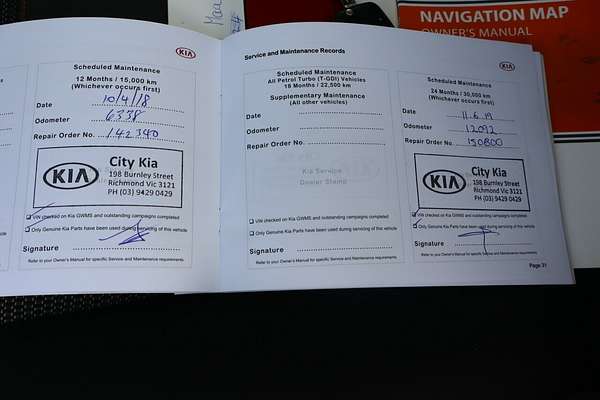 Maa
NAVIGATION MAP
OWNER'S MANUAL
KIA
Scheduled Maintenance
12 Months / 15,000 km
(Whichever occurs first)
Date 10/4/18
Odometer 6338
Repair Order No. 142340
KIA
City Kia
198 Burnley Street
Richmond Vic 3121
PH (03) 9429 0429
VIN checked on Kia GWMS and outstanding campaigns completed
Only Genuine Kia Parts have been used during servicing of this vehicle
Signature
Refer to your Owner's Manual for specific Service and Maintenance requirements.
Service and Maintenance Records
KIA
Scheduled Maintenance
All Petrol Turbo (T-GDI) Vehicles
18 Months / 22,500 km
Supplementary Maintenance
(All other vehicles)
Date
Odometer
Repair Order No.
Kia Service
Dealer Stamp
VIN checked on Kia GWMS and outstanding campaigns completed
Only Genuine Kia Parts have been used during servicing of this vehicle
Signature
Refer to your Owner's Manual for specific Service and Maintenance requirements.
Scheduled Maintenance
24 Months / 30,000 km
(Whichever occurs first)
Date 11.6.19
Odometer 12092
Repair Order No. 150800
KIA
City Kia
198 Burnley Street
Richmond Vic 3121
PH (03) 9429 0429
VIN checked on Kia GWMS and outstanding campaigns completed
Only Genuine Kia Parts have been used during servicing of this vehicle
Signature
Refer to your Owner's Manual for specific Service and Maintenance requirements.
Page 31